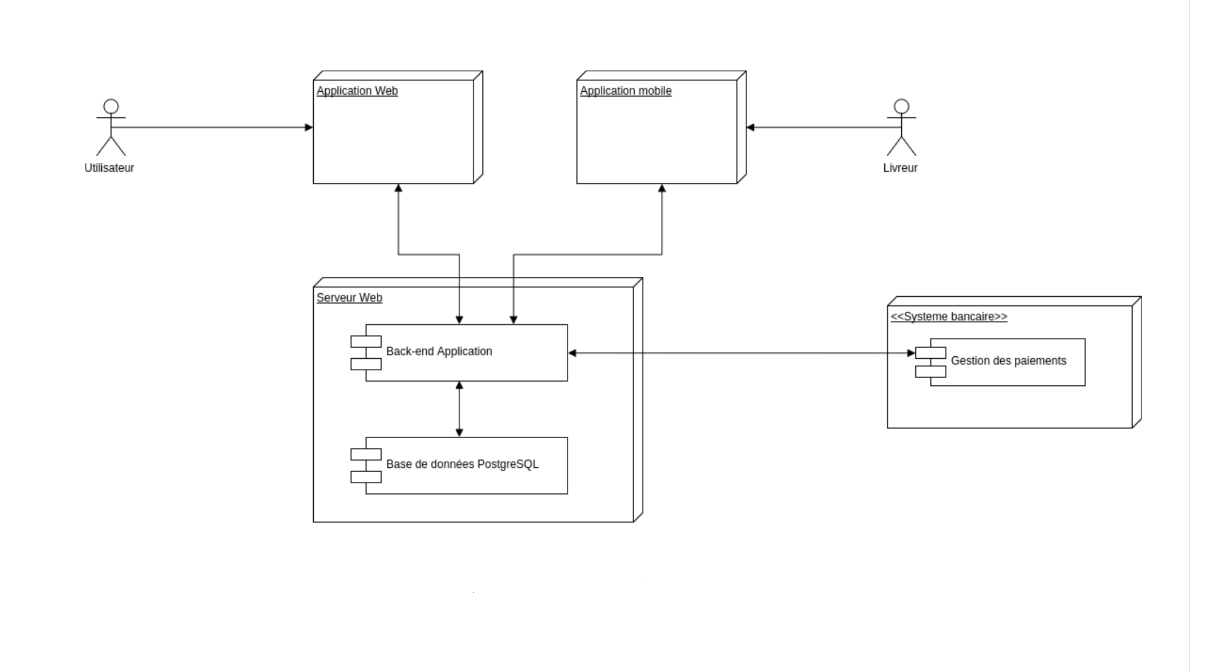 Application Web
Application mobile
Utilisateur
Livreur
Serveur Web
<<Systeme bancaire>>
Back-end Application
Gestion des paiements
Base de données PostgreSQL